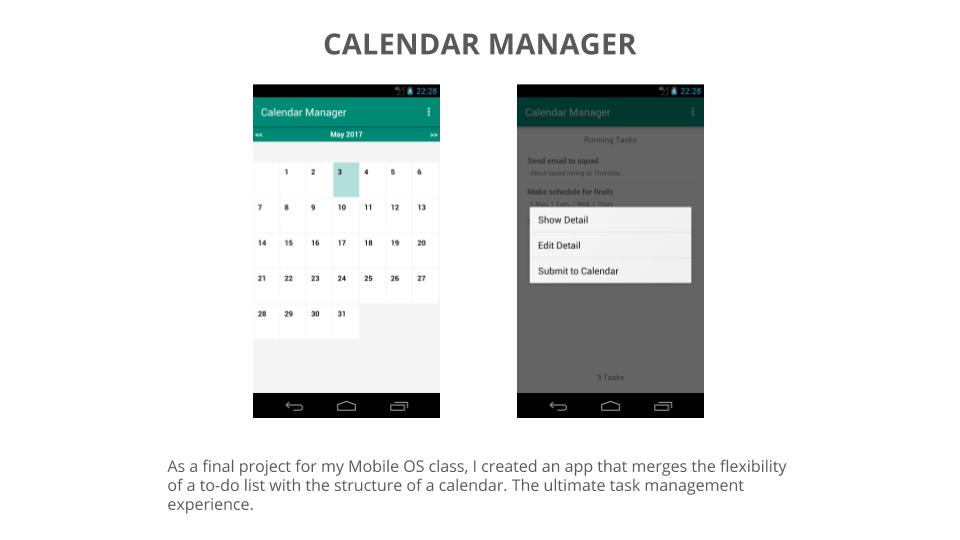 CALENDAR MANAGER
22:28
Calendar Manager
<< May 2017 >>
1 2 3 4 5 6
7 8 9 10 11 12 13
14 15 16 17 18 19 20
21 22 23 24 25 26 27
28 29 30 31
22:28
Calendar Manager
Running Tasks
Send email to squad
About squad inning on Thursday
Make schedule for finals
2 Mon, 1 Tues, 1 Wed, 1 Thurs
Show Detail
Edit Detail
Submit to Calendar
3 Tasks
As a final project for my Mobile OS class, I created an app that merges the flexibility
of a to-do list with the structure of a calendar. The ultimate task management
experience.